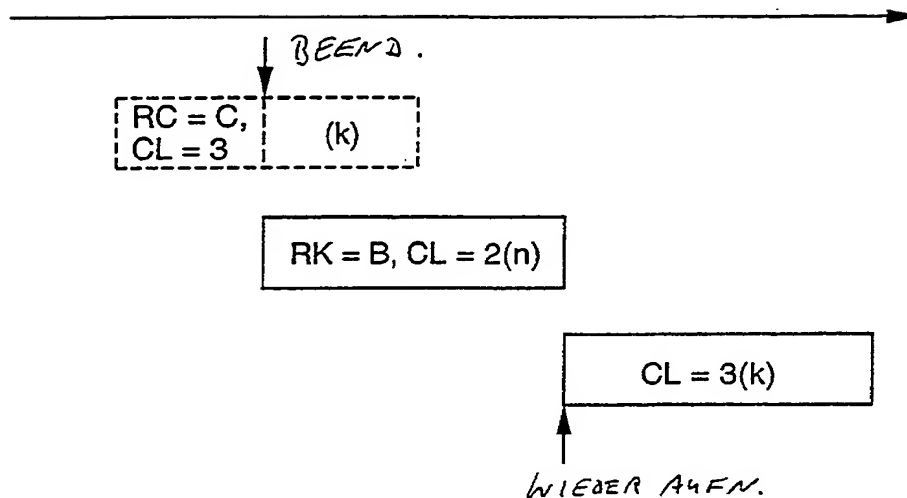 BEEND.
RC = C,
CL = 3
(k)
RK = B, CL = 2(n)
CL = 3(k)
WIEDER AUFN.